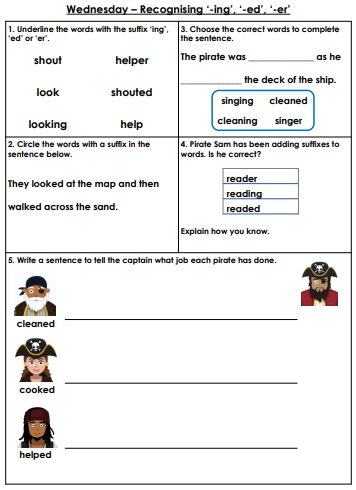 Wednesday – Recognising ‘-ing’, ‘-ed’, ‘-er’
1. Underline the words with the suffix ‘ing’,
‘ed’ or ‘er’.
shout helper
look shouted
looking help
3. Choose the correct words to complete
the sentence.
The pirate was __________ as he
______________ the deck of the ship.
singing cleaned
cleaning singer
2. Circle the words with a suffix in the
sentence below.
They looked at the map and then
walked across the sand.
4. Pirate Sam has been adding suffixes to
words. Is he correct?
reader
reading
readed
Explain how you know.
5. Write a sentence to tell the captain what job each pirate has done.
cleaned
cooked
helped